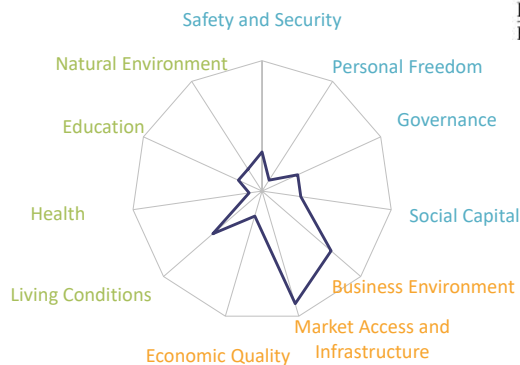 Safety and Security
Natural Environment
Personal Freedom
Education
Governance
Health
Social Capital
Living Conditions
Business Environment
Market Access and
Infrastructure
Economic Quality